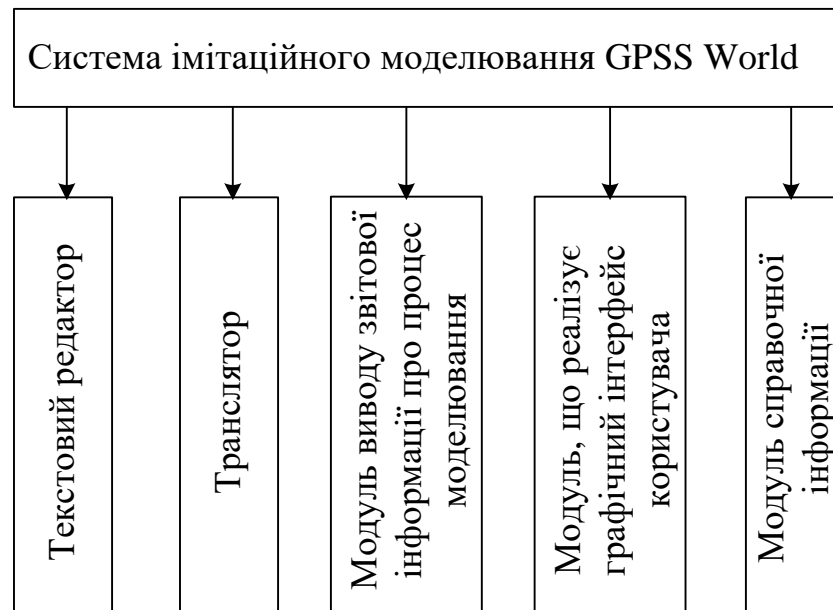 Система імітаційного моделювання GPSS World
Текстовий редактор
Транслятор
Модуль виводу звітової
інформації про процес
моделювання
Модуль, що реалізує
графічний інтерфейс
користувача
Модуль справочної
інформації